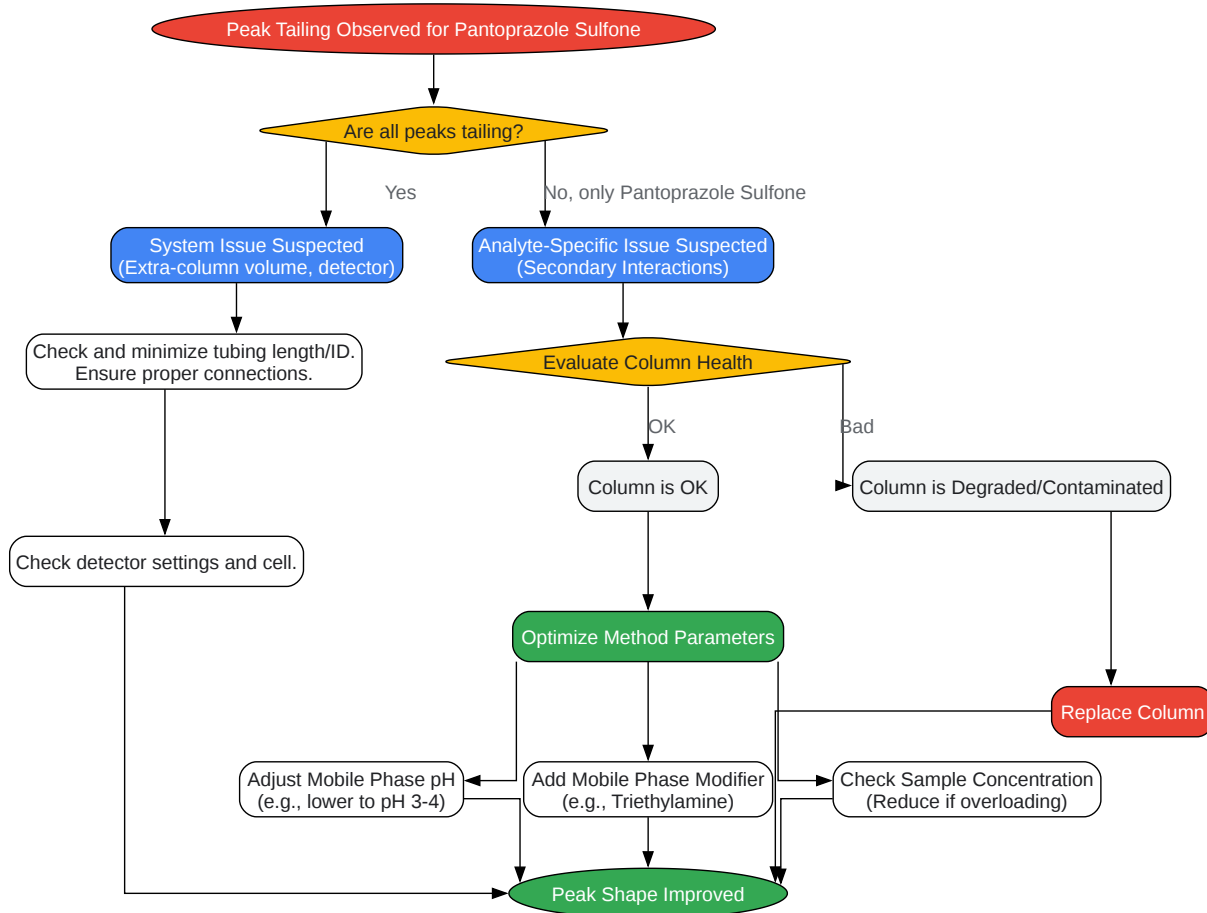 Peak Tailing Observed for Pantoprazole Sulfone
Are all peaks tailing?
Yes
No, only Pantoprazole Sulfone
System Issue Suspected
(Extra-column volume, detector)
Analyte-Specific Issue Suspected
(Secondary Interactions)
Check and minimize tubing length/ID.
Ensure proper connections.
Evaluate Column Health
OK
Bad
Column is OK
Column is Degraded/Contaminated
Check detector settings and cell.
Optimize Method Parameters
Replace Column
Adjust Mobile Phase pH
(e.g., lower to pH 3-4)
Add Mobile Phase Modifier
(e.g., Triethylamine)
Check Sample Concentration
(Reduce if overloading)
Peak Shape Improved